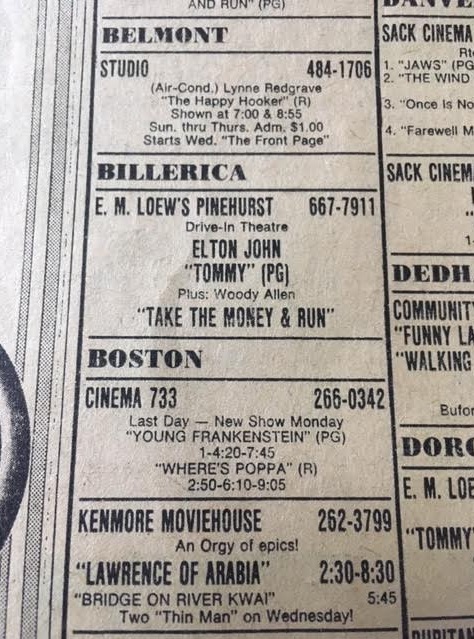 AND RUN" (PG)
BELMONT
STUDIO 484-1706
(Air-Cond.) Lynne Redgrave
"The Happy Hooker" (R)
Shown at 7:00 & 8:55
Sun. thru Thurs. Adm. $1.00
Starts Wed. "The Front Page"
BILLERICA
E. M. LOEW'S PINEHURST 667-7911
Drive-In Theatre
ELTON JOHN
"TOMMY" (PG)
Plus: Woody Allen
"TAKE THE MONEY & RUN"
BOSTON
CINEMA 733 266-0342
Last Day — New Show Monday
"YOUNG FRANKENSTEIN" (PG)
1-4:20-7:45
"WHERE'S POPPA" (R)
2:50-6:10-9:05
KENMORE MOVIEHOUSE 262-3799
An Orgy of epics!
"LAWRENCE OF ARABIA" 2:30-8:30
"BRIDGE ON RIVER KWAI" 5:45
Two "Thin Man" on Wednesday!
SACK CINEMA
1. "JAWS" (PG
2. "THE WIND
3. "Once Is No
4. "Farewell M
SACK CINEM
DEDH
COMMUNIT
"FUNNY LA
"WALKING
Bufor
DORC
E. M. LOE
"TOMMY"